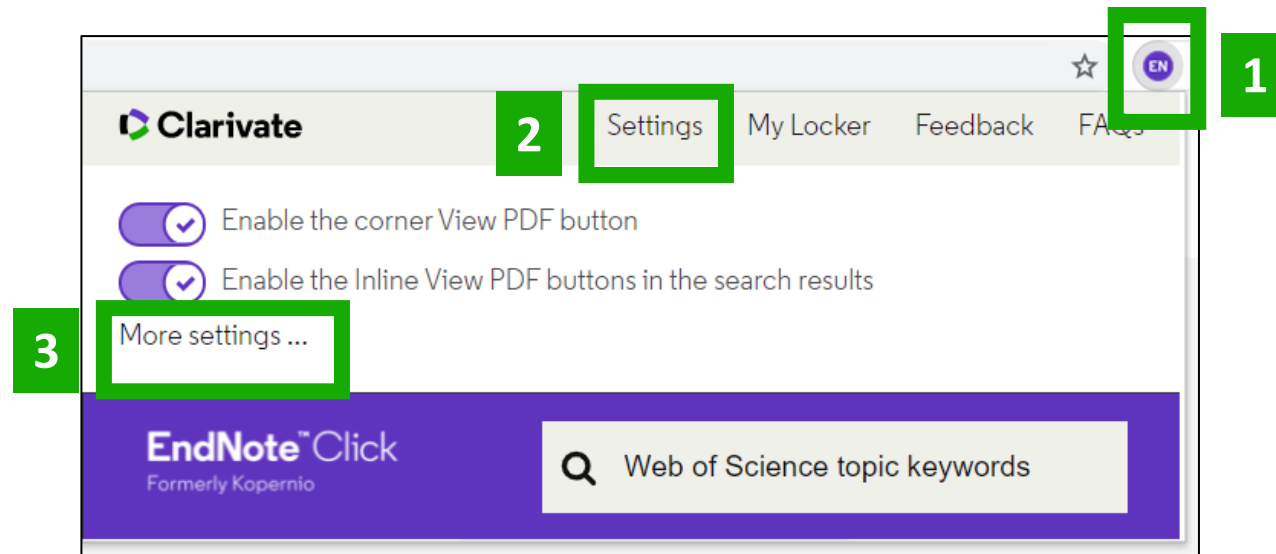 1
EN
Clarivate
2
Settings My Locker Feedback FAQs
Enable the corner View PDF button
Enable the Inline View PDF buttons in the search results
3
More settings ...
EndNote™ Click
Formerly Kopernio
Web of Science topic keywords